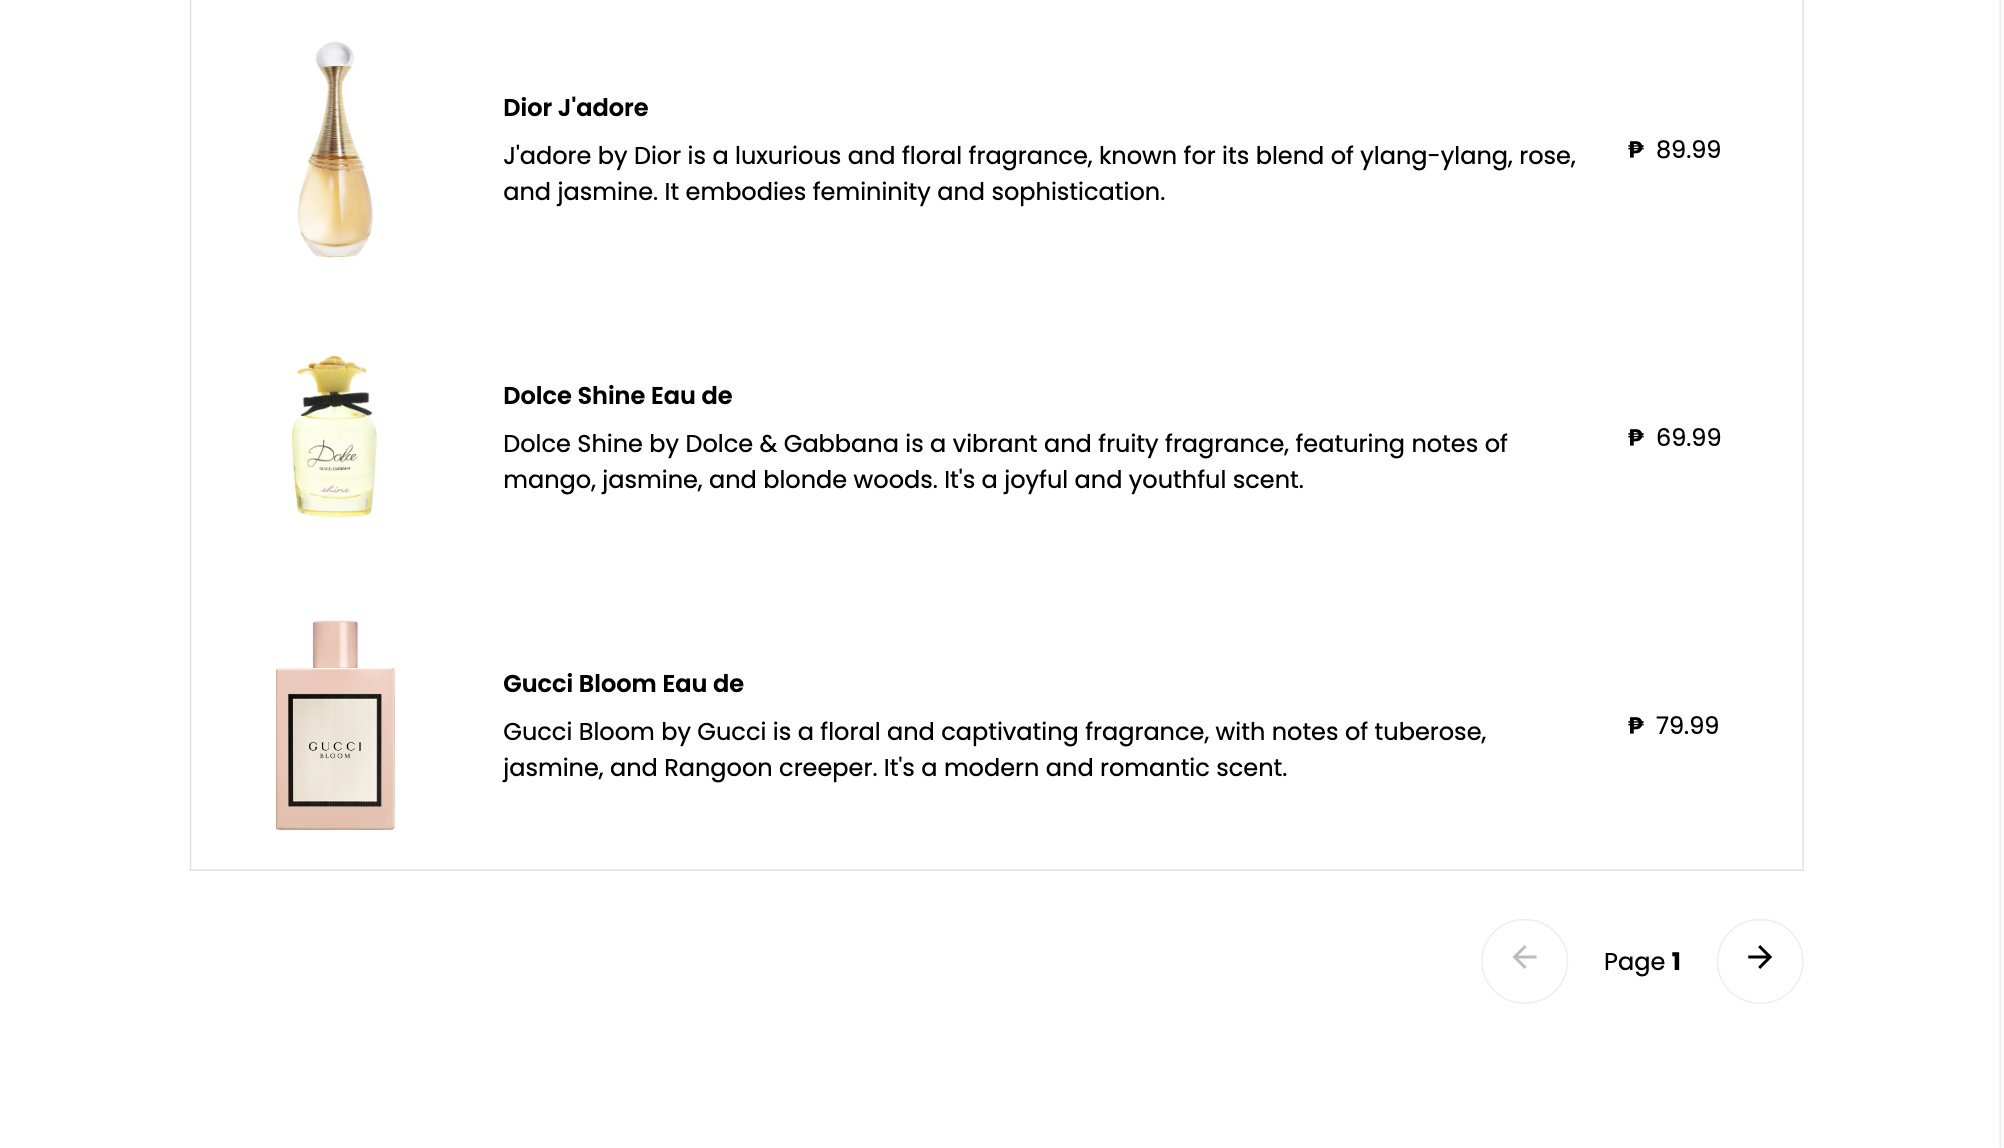 Dior J'adore
J'adore by Dior is a luxurious and floral fragrance, known for its blend of ylang-ylang, rose,
and jasmine. It embodies femininity and sophistication.
₱ 89.99
Dolce
DOLCE&GABBANA
shine
Dolce Shine Eau de
Dolce Shine by Dolce & Gabbana is a vibrant and fruity fragrance, featuring notes of
mango, jasmine, and blonde woods. It's a joyful and youthful scent.
₱ 69.99
GUCCI
BLOOM
Gucci Bloom Eau de
Gucci Bloom by Gucci is a floral and captivating fragrance, with notes of tuberose,
jasmine, and Rangoon creeper. It's a modern and romantic scent.
₱ 79.99
Page 1